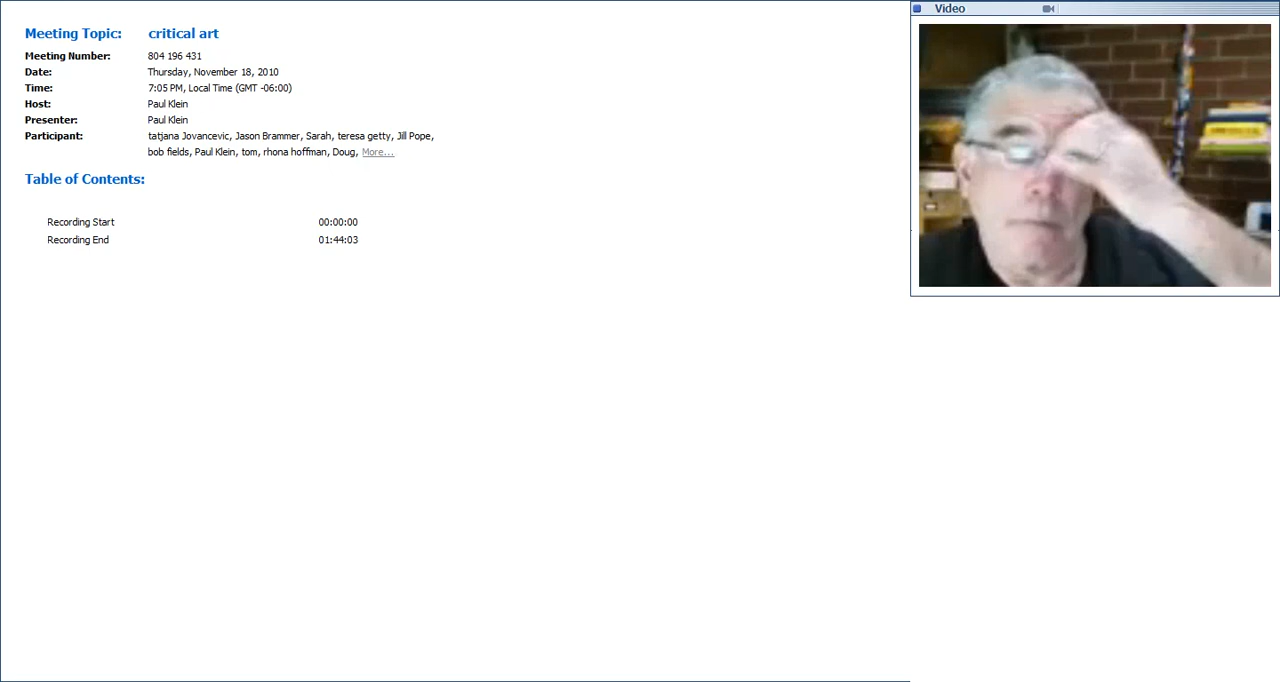 Video
Meeting Topic: critical art
Meeting Number: 804 196 431
Date: Thursday, November 18, 2010
Time: 7:05 PM, Local Time (GMT -06:00)
Host: Paul Klein
Presenter: Paul Klein
Participant: tatjana Jovancevic, Jason Brammer, Sarah, teresa getty, Jill Pope,
bob fields, Paul Klein, tom, rhona hoffman, Doug, More...
Table of Contents:
Recording Start 00:00:00
Recording End 01:44:03